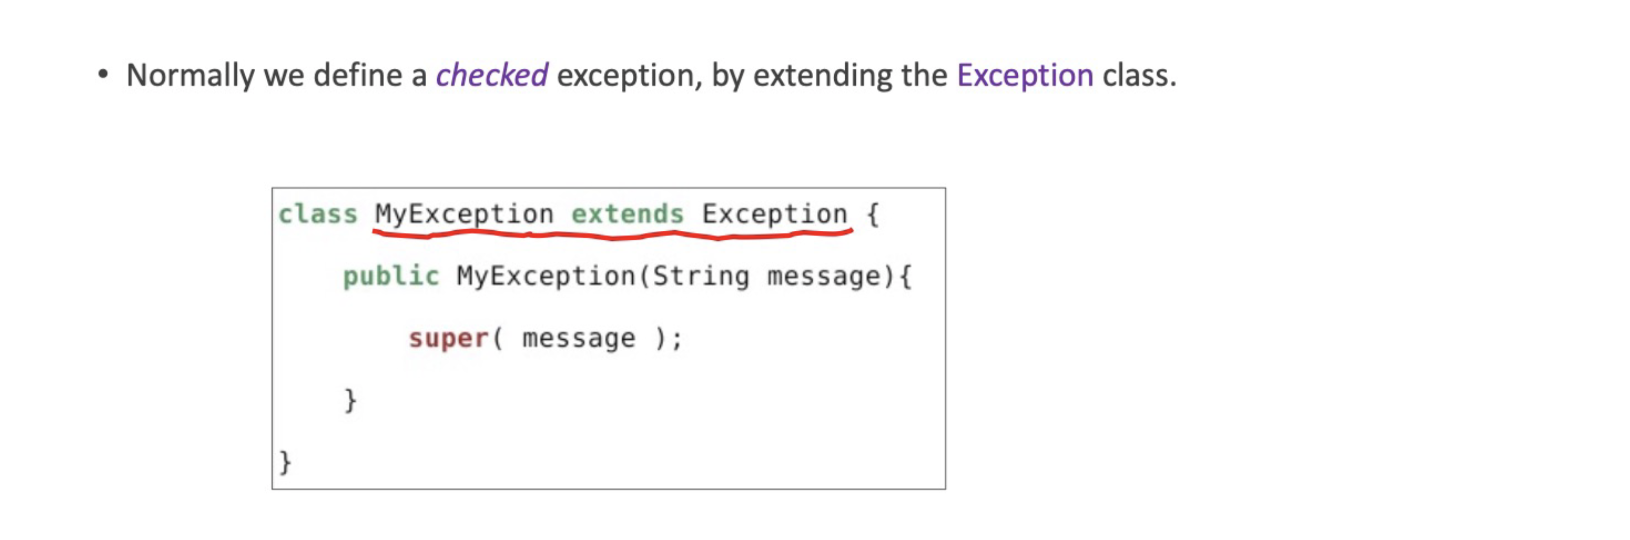 • Normally we define a checked exception, by extending the Exception class.
class MyException extends Exception {
public MyException(String message){
super( message );
}
}